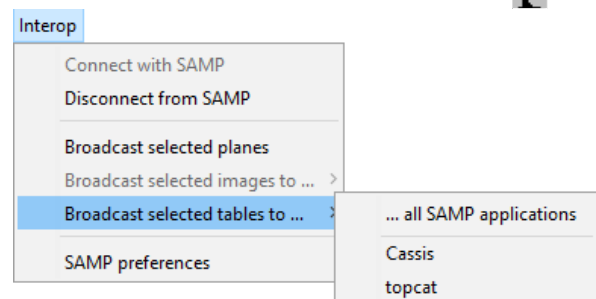 Interop
Connect with SAMP
Disconnect from SAMP
Broadcast selected planes
Broadcast selected images to ...
Broadcast selected tables to ...
... all SAMP applications
Cassis
topcat
SAMP preferences